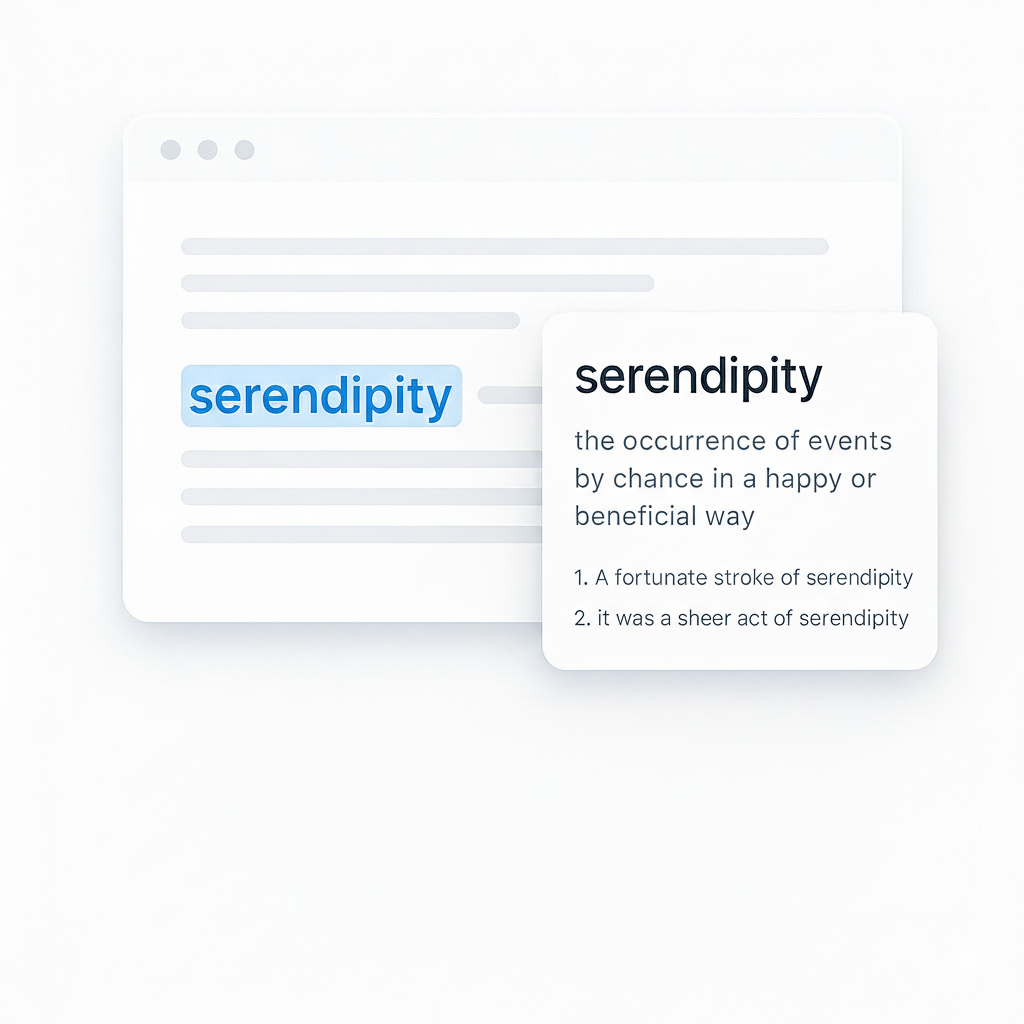 serendipity
serendipity
the occurrence of events
by chance in a happy or
beneficial way
1. A fortunate stroke of serendipity
2. it was a sheer act of serendipity